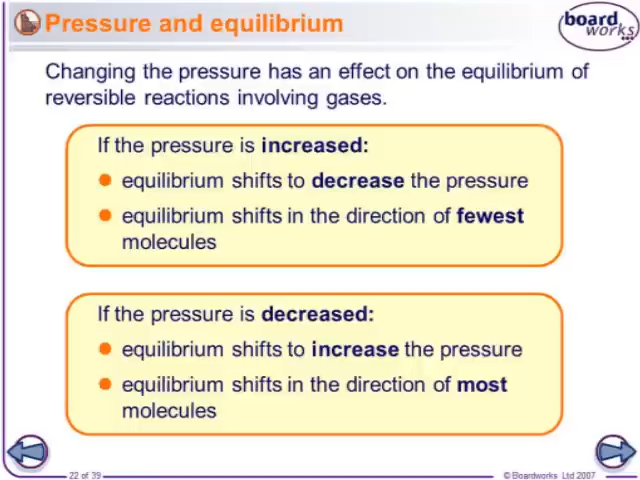 Pressure and equilibrium
board
works
Changing the pressure has an effect on the equilibrium of
reversible reactions involving gases.
If the pressure is increased:
equilibrium shifts to decrease the pressure
equilibrium shifts in the direction of fewest
molecules
If the pressure is decreased:
equilibrium shifts to increase the pressure
equilibrium shifts in the direction of most
molecules
22 of 39
© Boardworks Ltd 2007